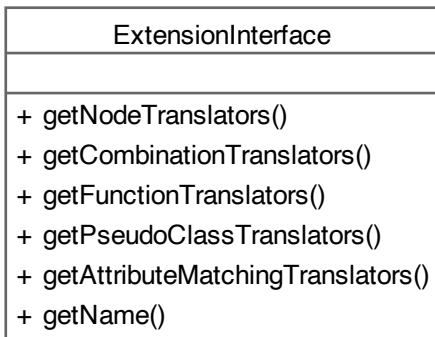 ExtensionInterface
+ getNodeTranslators()
+ getCombinationTranslators()
+ getFunctionTranslators()
+ getPseudoClassTranslators()
+ getAttributeMatchingTranslators()
+ getName()